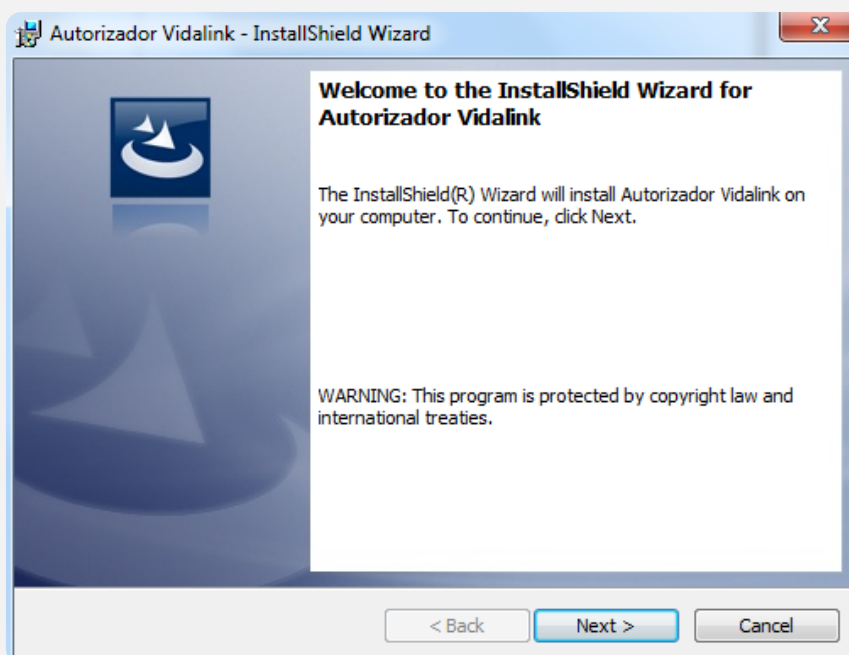 Autorizador Vidalink - InstallShield Wizard
X
Welcome to the InstallShield Wizard for
Autorizador Vidalink
The InstallShield(R) Wizard will install Autorizador Vidalink on
your computer. To continue, click Next.
WARNING: This program is protected by copyright law and
international treaties.
< Back
Next >
Cancel